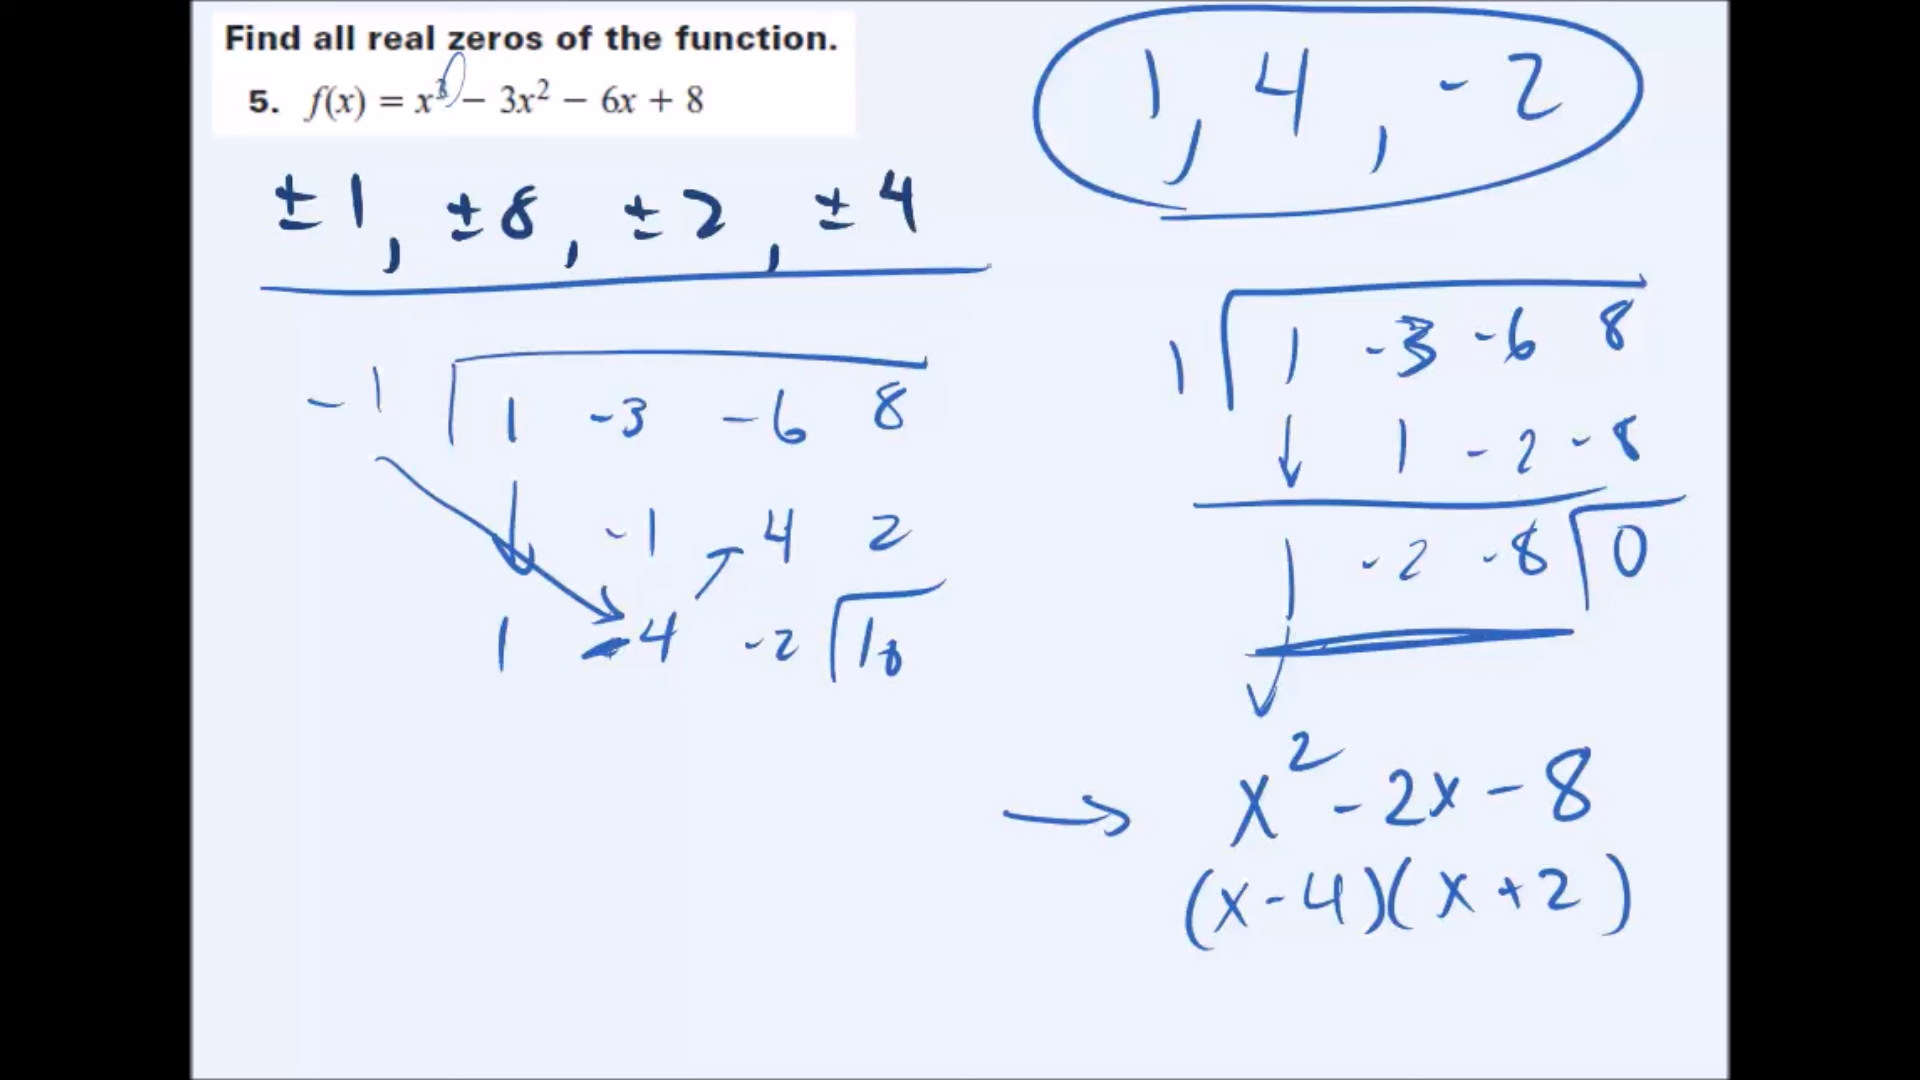 Find all real zeros of the function.
5. f(x) = x³ − 3x² − 6x + 8
1, 4, -2
±1, ±8, ±2, ±4
-1 1 -3 -6 8
-1 4 2
1 -4 -2 10
1 1 -3 -6 8
1 -2 -8
1 -2 -8 0
x² - 2x - 8
(x-4)(x+2)